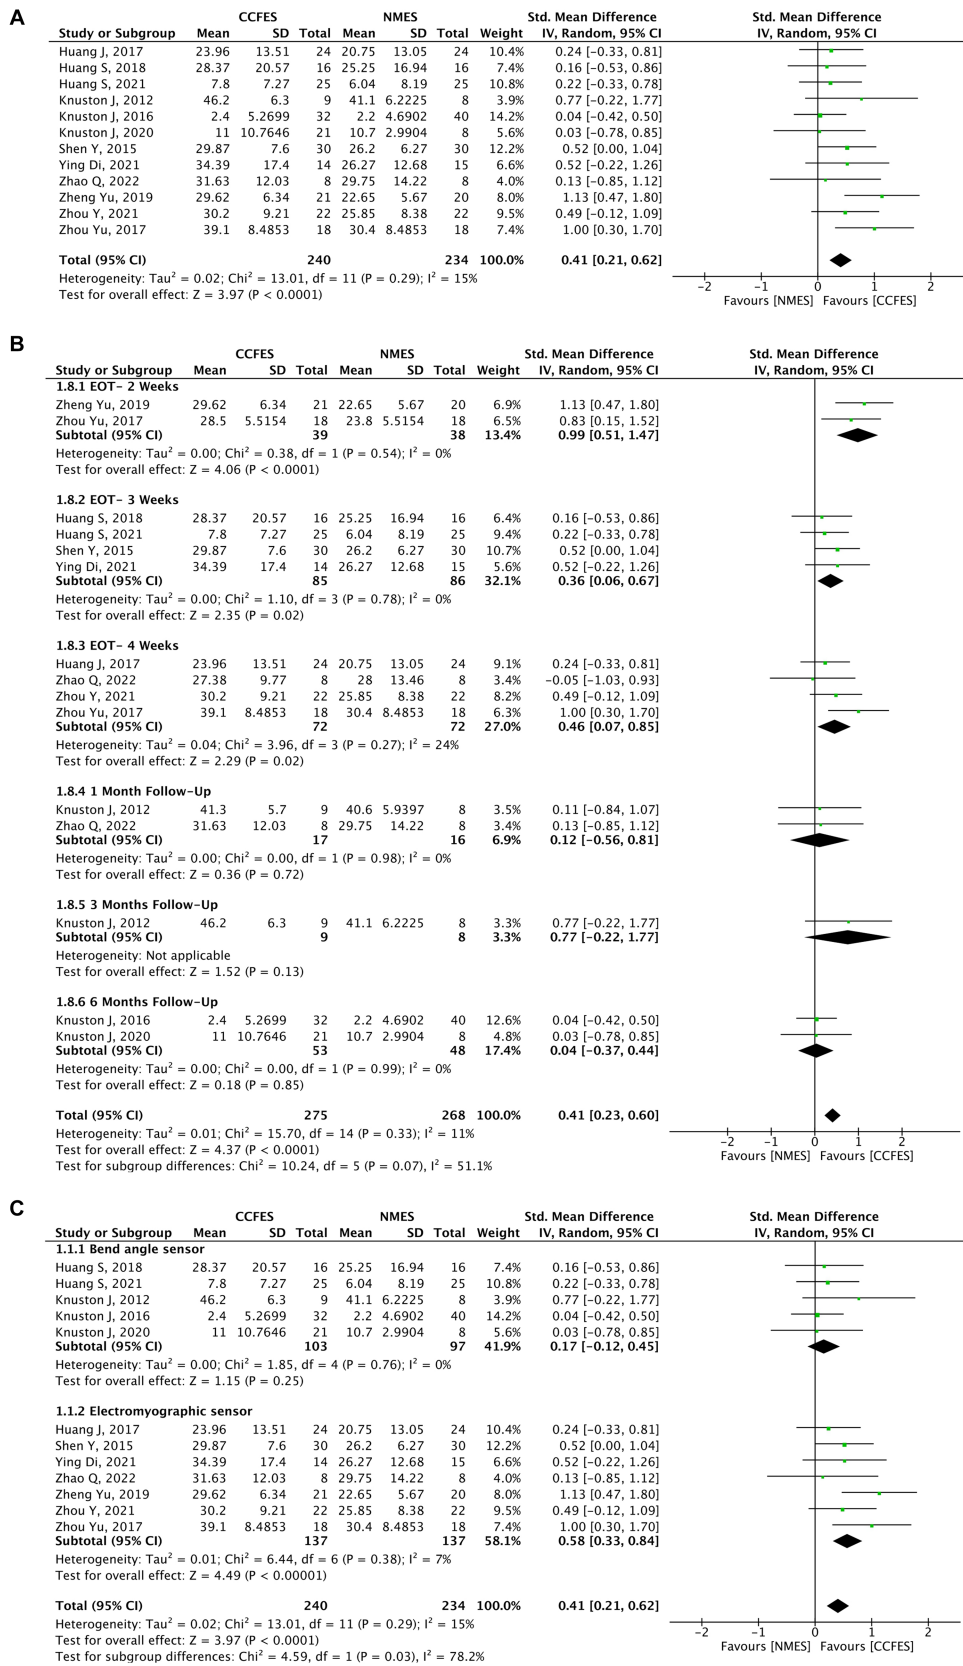 A
CCFES NMES Std. Mean Difference Std. Mean Difference
Study or Subgroup Mean SD Total Mean SD Total Weight IV, Random, 95% CI IV, Random, 95% CI
Huang J, 2017 23.96 13.51 24 20.75 13.05 24 10.4% 0.24 [-0.33, 0.81]
Huang S, 2018 28.37 20.57 16 25.25 16.94 16 7.4% 0.16 [-0.53, 0.86]
Huang S, 2021 7.8 7.27 25 6.04 8.19 25 10.8% 0.22 [-0.33, 0.78]
Knuston J, 2012 46.2 6.3 9 41.1 6.2225 8 3.9% 0.77 [-0.22, 1.77]
Knuston J, 2016 2.4 5.2699 32 2.2 4.6902 40 14.2% 0.04 [-0.42, 0.50]
Knuston J, 2020 11 10.7646 21 10.7 2.9904 8 5.6% 0.03 [-0.78, 0.85]
Shen Y, 2015 29.87 7.6 30 26.2 6.27 30 12.2% 0.52 [0.00, 1.04]
Ying Di, 2021 34.39 17.4 14 26.27 12.68 15 6.6% 0.52 [-0.22, 1.26]
Zhao Q, 2022 31.63 12.03 8 29.75 14.22 8 4.0% 0.13 [-0.85, 1.12]
Zheng Yu, 2019 29.62 6.34 21 22.65 5.67 20 8.0% 1.13 [0.47, 1.80]
Zhou Y, 2021 30.2 9.21 22 25.85 8.38 22 9.5% 0.49 [-0.12, 1.09]
Zhou Yu, 2017 39.1 8.4853 18 30.4 8.4853 18 7.4% 1.00 [0.30, 1.70]
Total (95% CI) 240 234 100.0% 0.41 [0.21, 0.62]
Heterogeneity: Tau² = 0.02; Chi² = 13.01, df = 11 (P = 0.29); I² = 15%
Test for overall effect: Z = 3.97 (P < 0.0001)
-2 -1 0 1 2
Favours [NMES] Favours [CCFES]
B
CCFES NMES Std. Mean Difference Std. Mean Difference
Study or Subgroup Mean SD Total Mean SD Total Weight IV, Random, 95% CI IV, Random, 95% CI
1.8.1 EOT- 2 Weeks
Zheng Yu, 2019 29.62 6.34 21 22.65 5.67 20 6.9% 1.13 [0.47, 1.80]
Zhou Yu, 2017 28.5 5.5154 18 23.8 5.5154 18 6.5% 0.83 [0.15, 1.52]
Subtotal (95% CI) 39 38 13.4% 0.99 [0.51, 1.47]
Heterogeneity: Tau² = 0.00; Chi² = 0.38, df = 1 (P = 0.54); I² = 0%
Test for overall effect: Z = 4.06 (P < 0.0001)
1.8.2 EOT- 3 Weeks
Huang S, 2018 28.37 20.57 16 25.25 16.94 16 6.4% 0.16 [-0.53, 0.86]
Huang S, 2021 7.8 7.27 25 6.04 8.19 25 9.4% 0.22 [-0.33, 0.78]
Shen Y, 2015 29.87 7.6 30 26.2 6.27 30 10.7% 0.52 [0.00, 1.04]
Ying Di, 2021 34.39 17.4 14 26.27 12.68 15 5.6% 0.52 [-0.22, 1.26]
Subtotal (95% CI) 85 86 32.1% 0.36 [0.06, 0.67]
Heterogeneity: Tau² = 0.00; Chi² = 1.10, df = 3 (P = 0.78); I² = 0%
Test for overall effect: Z = 2.35 (P = 0.02)
1.8.3 EOT- 4 Weeks
Huang J, 2017 23.96 13.51 24 20.75 13.05 24 9.1% 0.24 [-0.33, 0.81]
Zhao Q, 2022 27.38 9.77 8 28 13.46 8 3.4% -0.05 [-1.03, 0.93]
Zhou Y, 2021 30.2 9.21 22 25.85 8.38 22 8.2% 0.49 [-0.12, 1.09]
Zhou Yu, 2017 39.1 8.4853 18 30.4 8.4853 18 6.3% 1.00 [0.30, 1.70]
Subtotal (95% CI) 72 72 27.0% 0.46 [0.07, 0.85]
Heterogeneity: Tau² = 0.04; Chi² = 3.96, df = 3 (P = 0.27); I² = 24%
Test for overall effect: Z = 2.29 (P = 0.02)
1.8.4 1 Month Follow-Up
Knuston J, 2012 41.3 5.7 9 40.6 5.9397 8 3.5% 0.11 [-0.84, 1.07]
Zhao Q, 2022 31.63 12.03 8 29.75 14.22 8 3.4% 0.13 [-0.85, 1.12]
Subtotal (95% CI) 17 16 6.9% 0.12 [-0.56, 0.81]
Heterogeneity: Tau² = 0.00; Chi² = 0.00, df = 1 (P = 0.98); I² = 0%
Test for overall effect: Z = 0.36 (P = 0.72)
1.8.5 3 Months Follow-Up
Knuston J, 2012 46.2 6.3 9 41.1 6.2225 8 3.3% 0.77 [-0.22, 1.77]
Subtotal (95% CI) 9 8 3.3% 0.77 [-0.22, 1.77]
Heterogeneity: Not applicable
Test for overall effect: Z = 1.52 (P = 0.13)
1.8.6 6 Months Follow-Up
Knuston J, 2016 2.4 5.2699 32 2.2 4.6902 40 12.6% 0.04 [-0.42, 0.50]
Knuston J, 2020 11 10.7646 21 10.7 2.9904 8 4.8% 0.03 [-0.78, 0.85]
Subtotal (95% CI) 53 48 17.4% 0.04 [-0.37, 0.44]
Heterogeneity: Tau² = 0.00; Chi² = 0.00, df = 1 (P = 0.99); I² = 0%
Test for overall effect: Z = 0.18 (P = 0.85)
Total (95% CI) 275 268 100.0% 0.41 [0.23, 0.60]
Heterogeneity: Tau² = 0.01; Chi² = 15.70, df = 14 (P = 0.33); I² = 11%
Test for overall effect: Z = 4.37 (P < 0.0001)
Test for subgroup differences: Chi² = 10.24, df = 5 (P = 0.07), I² = 51.1%
-2 -1 0 1 2
Favours [NMES] Favours [CCFES]
C
CCFES NMES Std. Mean Difference Std. Mean Difference
Study or Subgroup Mean SD Total Mean SD Total Weight IV, Random, 95% CI IV, Random, 95% CI
1.1.1 Bend angle sensor
Huang S, 2018 28.37 20.57 16 25.25 16.94 16 7.4% 0.16 [-0.53, 0.86]
Huang S, 2021 7.8 7.27 25 6.04 8.19 25 10.8% 0.22 [-0.33, 0.78]
Knuston J, 2012 46.2 6.3 9 41.1 6.2225 8 3.9% 0.77 [-0.22, 1.77]
Knuston J, 2016 2.4 5.2699 32 2.2 4.6902 40 14.2% 0.04 [-0.42, 0.50]
Knuston J, 2020 11 10.7646 21 10.7 2.9904 8 5.6% 0.03 [-0.78, 0.85]
Subtotal (95% CI) 103 97 41.9% 0.17 [-0.12, 0.45]
Heterogeneity: Tau² = 0.00; Chi² = 1.85, df = 4 (P = 0.76); I² = 0%
Test for overall effect: Z = 1.15 (P = 0.25)
1.1.2 Electromyographic sensor
Huang J, 2017 23.96 13.51 24 20.75 13.05 24 10.4% 0.24 [-0.33, 0.81]
Shen Y, 2015 29.87 7.6 30 26.2 6.27 30 12.2% 0.52 [0.00, 1.04]
Ying Di, 2021 34.39 17.4 14 26.27 12.68 15 6.6% 0.52 [-0.22, 1.26]
Zhao Q, 2022 31.63 12.03 8 29.75 14.22 8 4.0% 0.13 [-0.85, 1.12]
Zheng Yu, 2019 29.62 6.34 21 22.65 5.67 20 8.0% 1.13 [0.47, 1.80]
Zhou Y, 2021 30.2 9.21 22 25.85 8.38 22 9.5% 0.49 [-0.12, 1.09]
Zhou Yu, 2017 39.1 8.4853 18 30.4 8.4853 18 7.4% 1.00 [0.30, 1.70]
Subtotal (95% CI) 137 137 58.1% 0.58 [0.33, 0.84]
Heterogeneity: Tau² = 0.01; Chi² = 6.44, df = 6 (P = 0.38); I² = 7%
Test for overall effect: Z = 4.49 (P < 0.00001)
Total (95% CI) 240 234 100.0% 0.41 [0.21, 0.62]
Heterogeneity: Tau² = 0.02; Chi² = 13.01, df = 11 (P = 0.29); I² = 15%
Test for overall effect: Z = 3.97 (P < 0.0001)
Test for subgroup differences: Chi² = 4.59, df = 1 (P = 0.03), I² = 78.2%
-2 -1 0 1 2
Favours [NMES] Favours [CCFES]